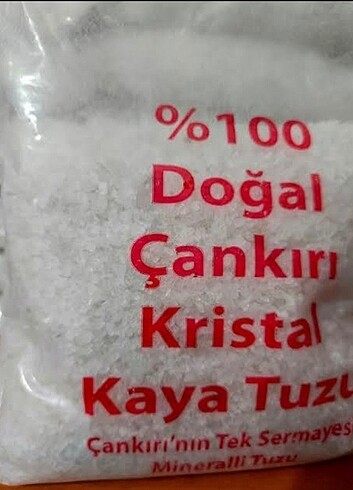 %100
Doğal
Çankırı
Kristal
Kaya Tuzu
Çankırı'nın Tek Sermayesi
Mineralli Tuzu